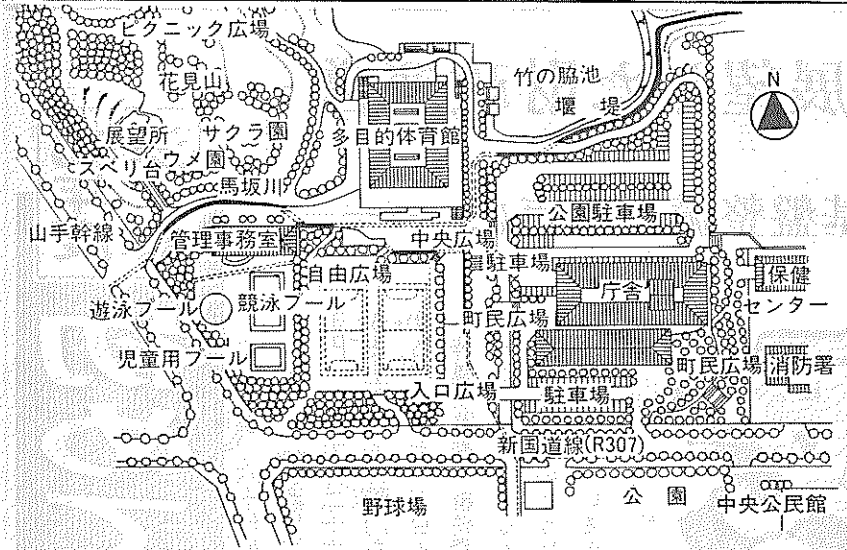 ピクニック広場
花見山
竹の脇池
堰堤
N
展望所
サクラ園
多目的体育館
スベリ台
ウメ園
馬坂川
公園駐車場
山手幹線
管理事務室
中央広場
自由広場
駐車場
保健
センター
庁舎
遊泳プール
競泳プール
町民広場
児童用プール
町民広場
消防署
入口広場
駐車場
新国道線(R307)
野球場
公園
中央公民館